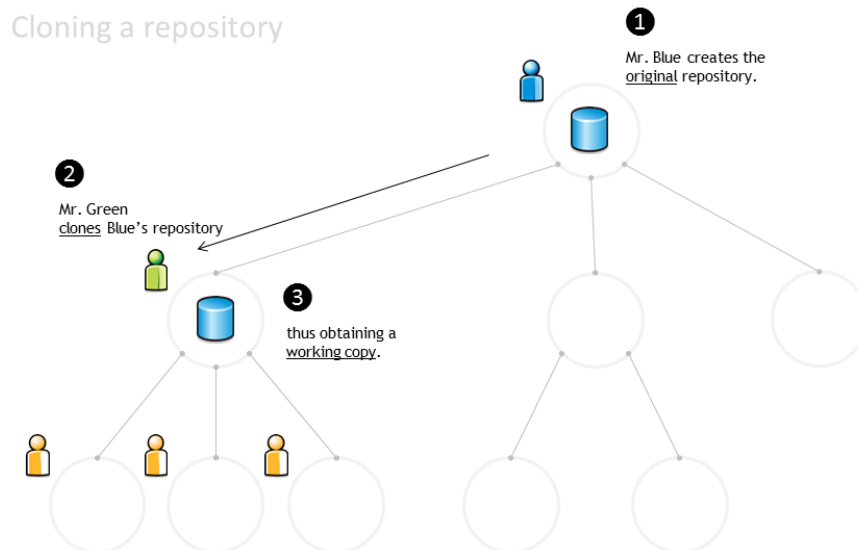 Cloning a repository
1
Mr. Blue creates the
original repository.
2
Mr. Green
clones Blue’s repository
3
thus obtaining a
working copy.